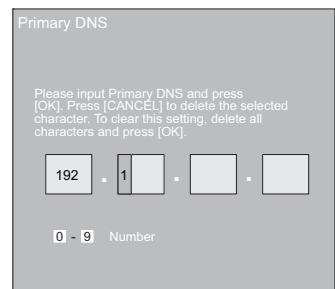 Primary DNS
Please input Primary DNS and press
[OK]. Press [CANCEL] to delete the selected
character. To clear this setting, delete all
characters and press [OK].
192 . 1 . .
0 - 9 Number